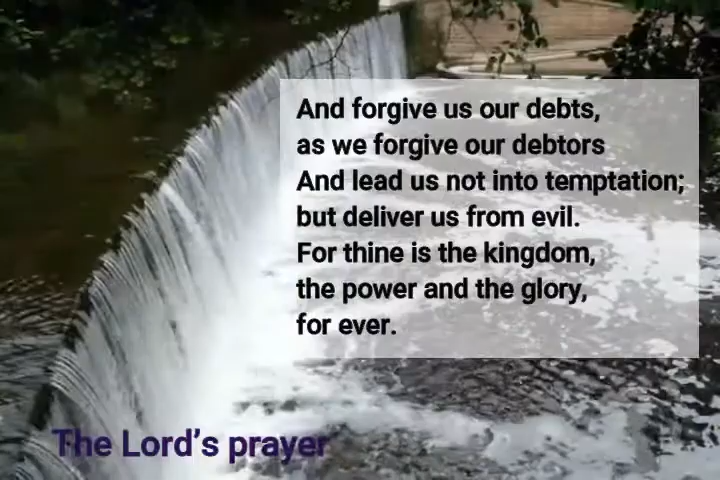 And forgive us our debts,
as we forgive our debtors
And lead us not into temptation;
but deliver us from evil.
For thine is the kingdom,
the power and the glory,
for ever.
The Lord's prayer